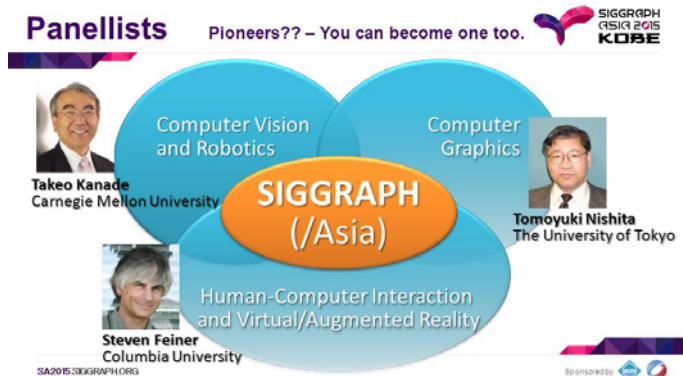 Panellists
Pioneers?? – You can become one too.
SIGGRAPH
ASIA 2015
KOBE
Computer Vision
and Robotics
Computer
Graphics
Takeo Kanade
Carnegie Mellon University
SIGGRAPH
(/Asia)
Tomoyuki Nishita
The University of Tokyo
Human-Computer Interaction
and Virtual/Augmented Reality
Steven Feiner
Columbia University
SA2015.SIGGRAPH.ORG
Sponsored by